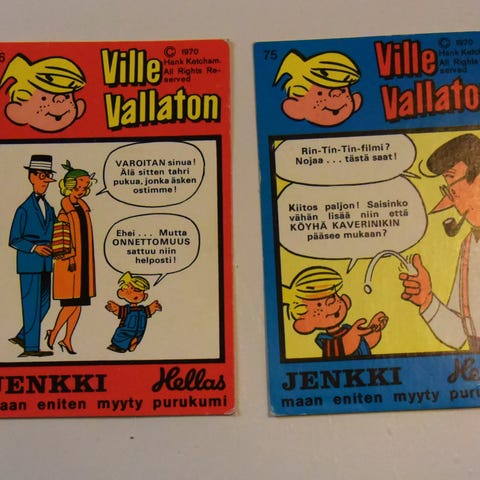 6
Ville
Vallaton
© 1970
Hank Ketcham.
All Rights Re-
served
VAROITAN sinua!
Älä sitten tahri
pukua, jonka äsken
ostimme!
Ehei... Mutta
ONNETTOMUUS
sattuu niin
helposti!
JENKKI
Hellas
maan eniten myyty purukumi
75
Ville
Vallaton
© 1970
Hank Ketcham.
All Rights
served
Rin-Tin-Tin-filmi?
Nojaa... tästä saat!
Kiitos paljon! Saisinko
vähän lisää niin että
KÖYHÄ KAVERINIKIN
pääsee mukaan?
JENKKI
He
maan eniten myyty puru